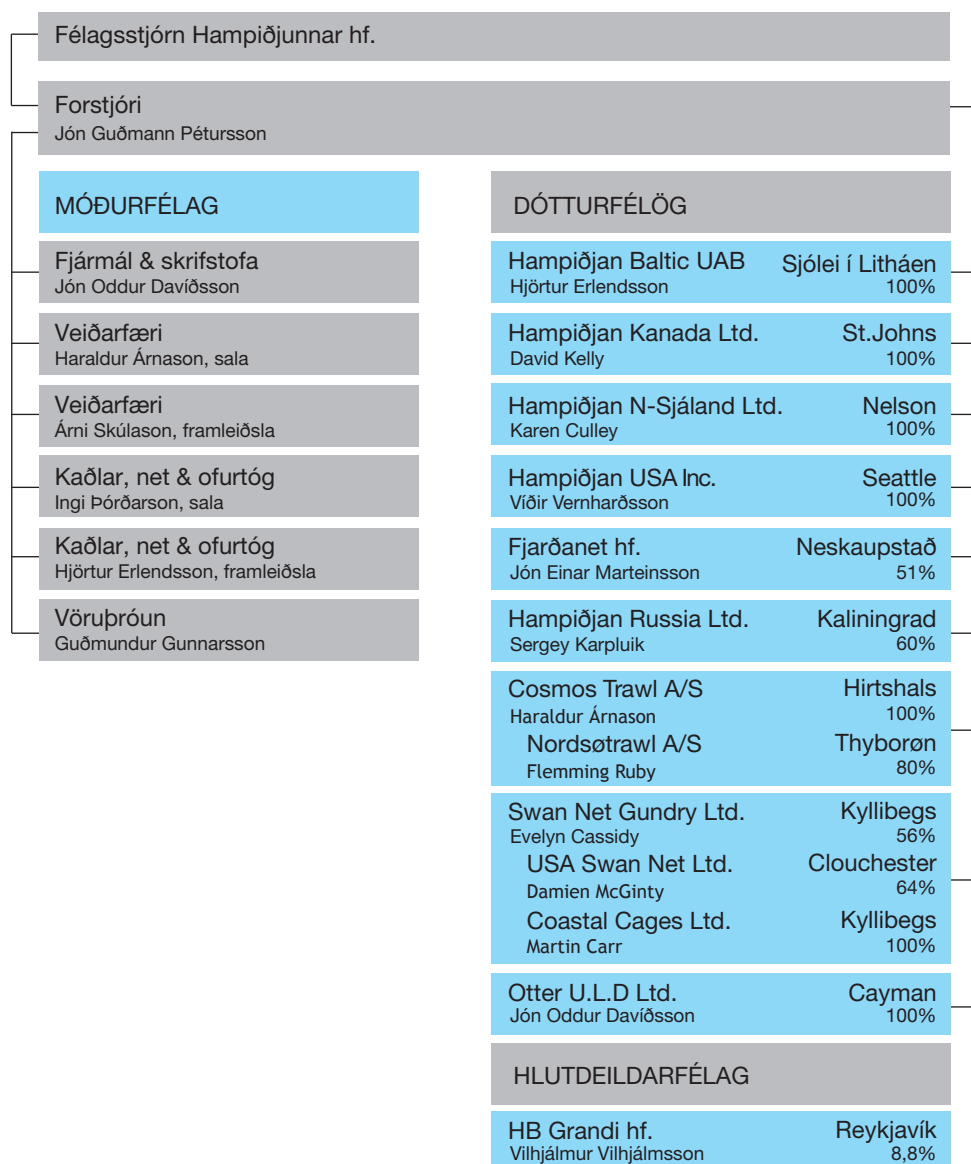 Félagsstjórn Hampiðjunnar hf.
Forstjóri
Jón Guðmann Pétursson
MÓÐURFÉLAG
Fjármál & skrifstofa
Jón Oddur Davíðsson
Veiðarfæri
Haraldur Árnason, sala
Veiðarfæri
Árni Skúlason, framleiðsla
Kaðlar, net & ofurtóg
Ingi Þórðarson, sala
Kaðlar, net & ofurtóg
Hjörtur Erlendsson, framleiðsla
Vöruþróun
Guðmundur Gunnarsson
DÓTTURFÉLÖG
Hampiðjan Baltic UAB Sjólei í Litháen
Hjörtur Erlendsson 100%
Hampiðjan Kanada Ltd. St.Johns
David Kelly 100%
Hampiðjan N-Sjáland Ltd. Nelson
Karen Culley 100%
Hampiðjan USA Inc. Seattle
Víðir Vernharðsson 100%
Fjarðanet hf. Neskaupstað
Jón Einar Marteinsson 51%
Hampiðjan Russia Ltd. Kaliningrad
Sergey Karpluik 60%
Cosmos Trawl A/S Hirtshals
Haraldur Árnason 100%
Nordsøtrawl A/S Thyborøn
Flemming Ruby 80%
Swan Net Gundry Ltd. Kyllibegs
Evelyn Cassidy 56%
USA Swan Net Ltd. Clouchester
Damien McGinty 64%
Coastal Cages Ltd. Kyllibegs
Martin Carr 100%
Otter U.L.D Ltd. Cayman
Jón Oddur Davíðsson 100%
HLUTDEILDARFÉLAG
HB Grandi hf. Reykjavík
Vilhjálmur Vilhjálmsson 8,8%